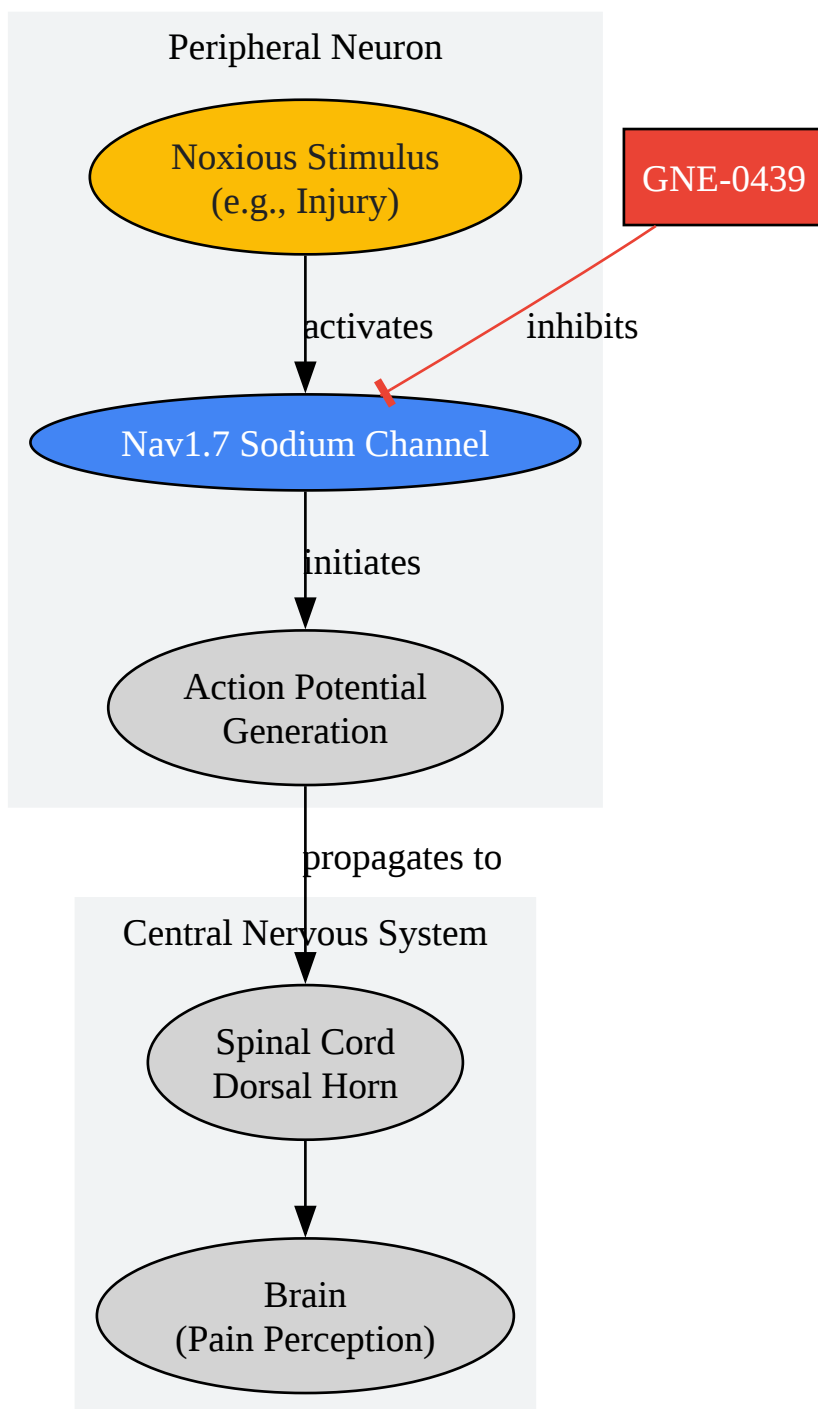 Peripheral Neuron
Noxious Stimulus
(e.g., Injury)
GNE-0439
activates
inhibits
Nav1.7 Sodium Channel
initiates
Action Potential
Generation
propagates to
Central Nervous System
Spinal Cord
Dorsal Horn
Brain
(Pain Perception)